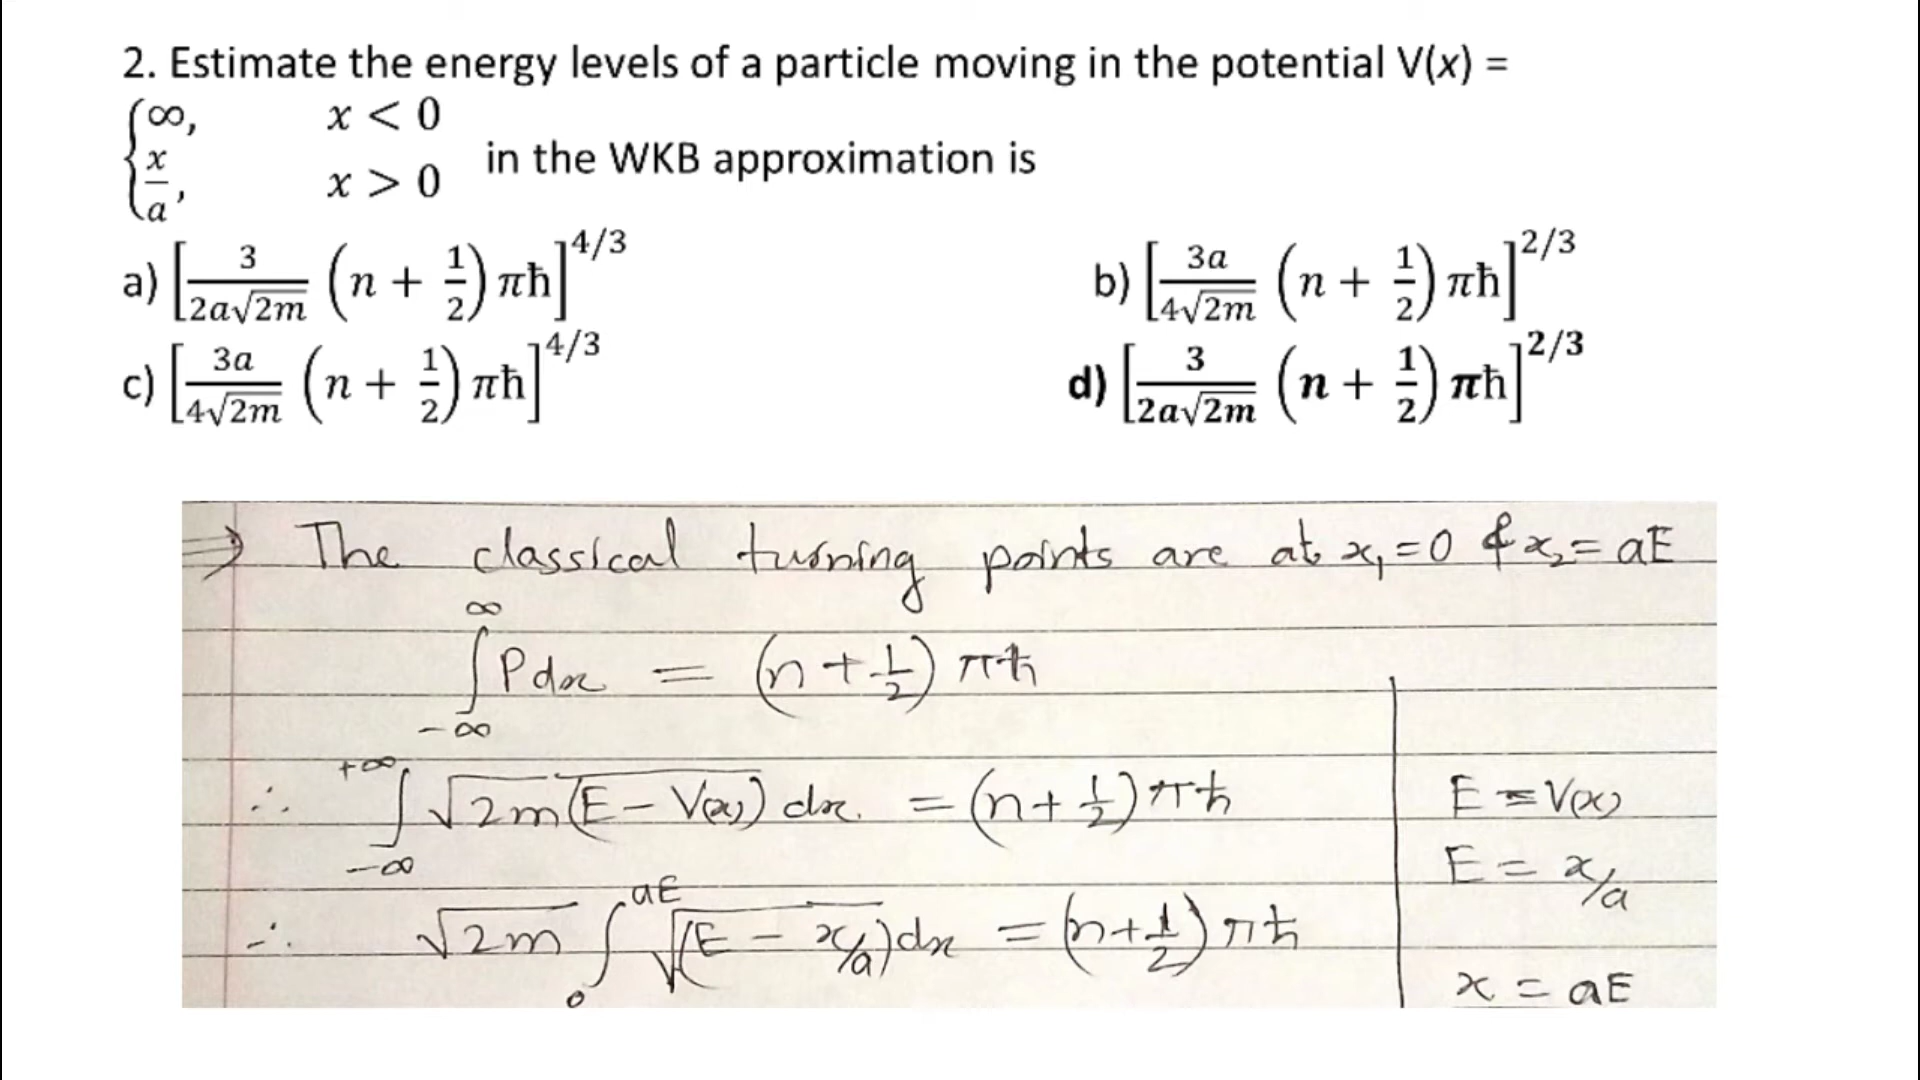 2. Estimate the energy levels of a particle moving in the potential V(x) =
{∞, x < 0
x/a, x > 0 in the WKB approximation is
a) [3/(2a√2m) (n + 1/2) πħ]^4/3 b) [3a/(4√2m) (n + 1/2) πħ]^2/3
c) [3a/(4√2m) (n + 1/2) πħ]^4/3 d) [3/(2a√2m) (n + 1/2) πħ]^2/3
⇒ The classical turning points are at x₁=0 & x₂=aE
∫_{-∞}^{∞} P dx = (n+1/2) πħ
∴ ∫_{-∞}^{+∞} √2m(E-V(x)) dx. = (n+1/2) πħ
E = V(x)
E = x/a
∴ √2m ∫_0^{aE} √(E - x/a) dx = (n+1/2) πħ
x = aE